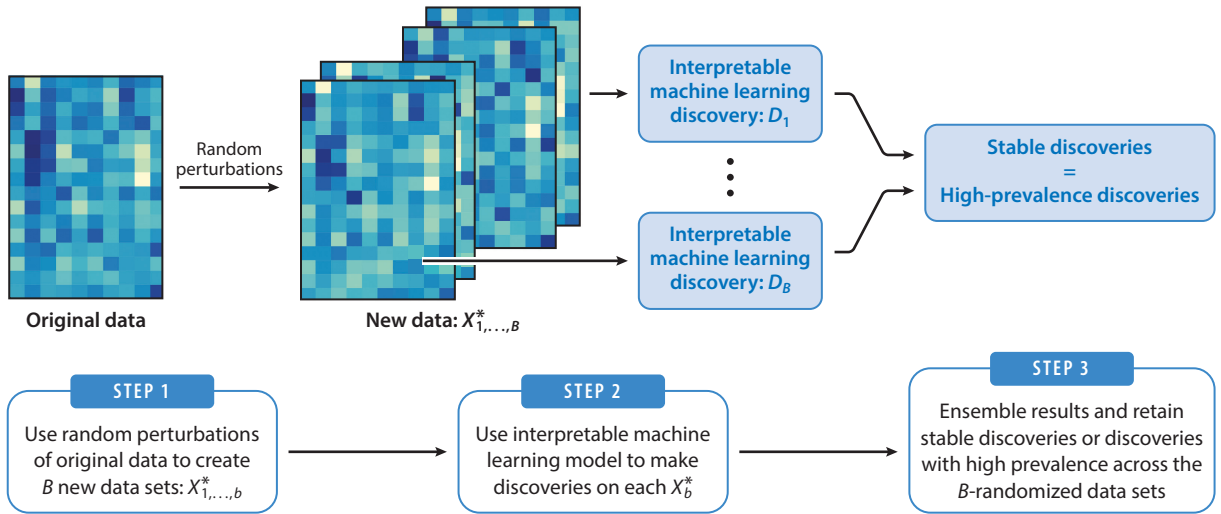 Original data
Random
perturbations
New data: X*1,...,B
Interpretable
machine learning
discovery: D1
Interpretable
machine learning
discovery: DB
Stable discoveries
=
High-prevalence discoveries
STEP 1
Use random perturbations
of original data to create
B new data sets: X*1,...,b
STEP 2
Use interpretable machine
learning model to make
discoveries on each X*b
STEP 3
Ensemble results and retain
stable discoveries or discoveries
with high prevalence across the
B-randomized data sets